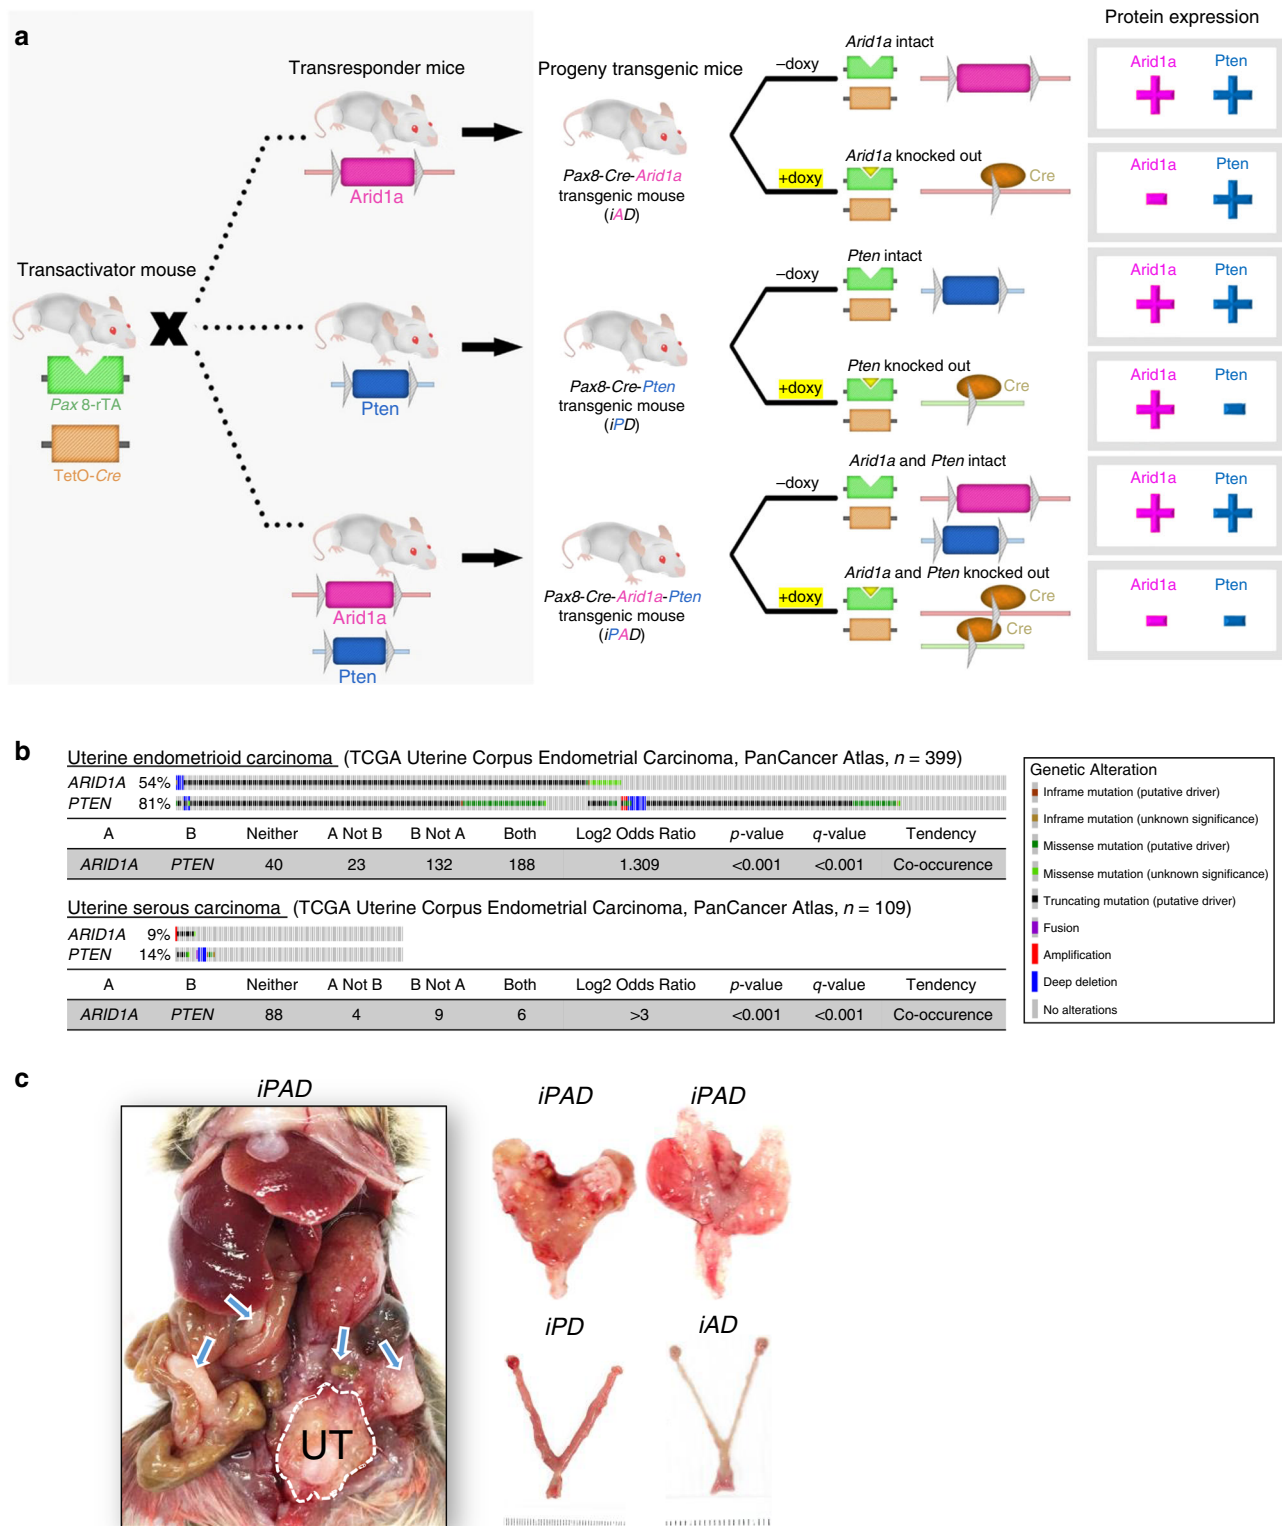 a
Protein expression
Transresponder mice
Progeny transgenic mice
Arid1a
Pax8-Cre-Arid1a
transgenic mouse
(iAD)
–doxy
Arid1a intact
Arid1a Pten
+doxy
Arid1a knocked out
Cre
Arid1a Pten
Transactivator mouse
X
Pax 8-rTA
TetO-Cre
Pten
Pax8-Cre-Pten
transgenic mouse
(iPD)
–doxy
Pten intact
Arid1a Pten
+doxy
Pten knocked out
Cre
Arid1a Pten
Arid1a
Pten
Pax8-Cre-Arid1a-Pten
transgenic mouse
(iPAD)
–doxy
Arid1a and Pten intact
Arid1a Pten
+doxy
Arid1a and Pten knocked out
Cre
Cre
Arid1a Pten
b
Uterine endometrioid carcinoma (TCGA Uterine Corpus Endometrial Carcinoma, PanCancer Atlas, n = 399)
ARID1A 54%
PTEN 81%
A B Neither A Not B B Not A Both Log2 Odds Ratio p-value q-value Tendency
ARID1A PTEN 40 23 132 188 1.309 <0.001 <0.001 Co-occurence
Uterine serous carcinoma (TCGA Uterine Corpus Endometrial Carcinoma, PanCancer Atlas, n = 109)
ARID1A 9%
PTEN 14%
A B Neither A Not B B Not A Both Log2 Odds Ratio p-value q-value Tendency
ARID1A PTEN 88 4 9 6 >3 <0.001 <0.001 Co-occurence
Genetic Alteration
Inframe mutation (putative driver)
Inframe mutation (unknown significance)
Missense mutation (putative driver)
Missense mutation (unknown significance)
Truncating mutation (putative driver)
Fusion
Amplification
Deep deletion
No alterations
c
iPAD
iPAD
iPAD
iPD
iAD
UT